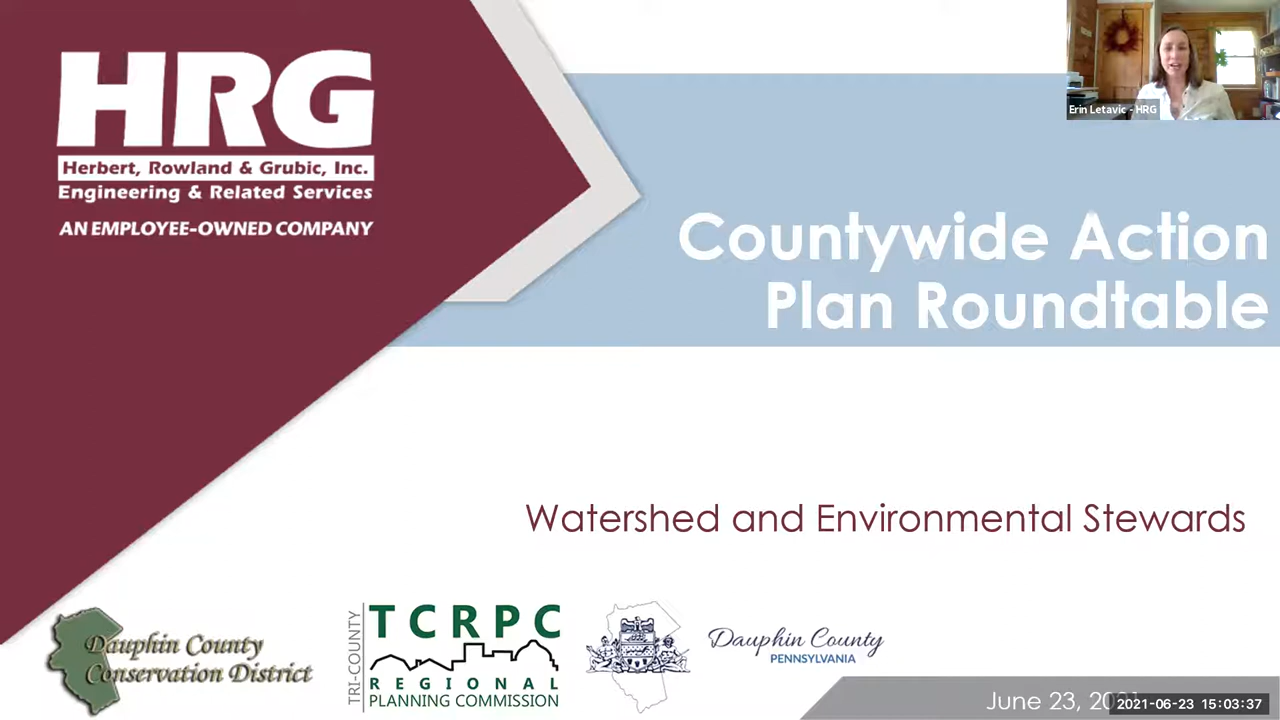 HRG
Herbert, Rowland & Grubic, Inc.
Engineering & Related Services
AN EMPLOYEE-OWNED COMPANY
Erin Letavic - HRG
Countywide Action
Plan Roundtable
Watershed and Environmental Stewards
Dauphin County
Conservation District
TRI-COUNTY
TCRPC
REGIONAL
PLANNING COMMISSION
Dauphin County
PENNSYLVANIA
June 23, 2021
2021-06-23 15:03:37